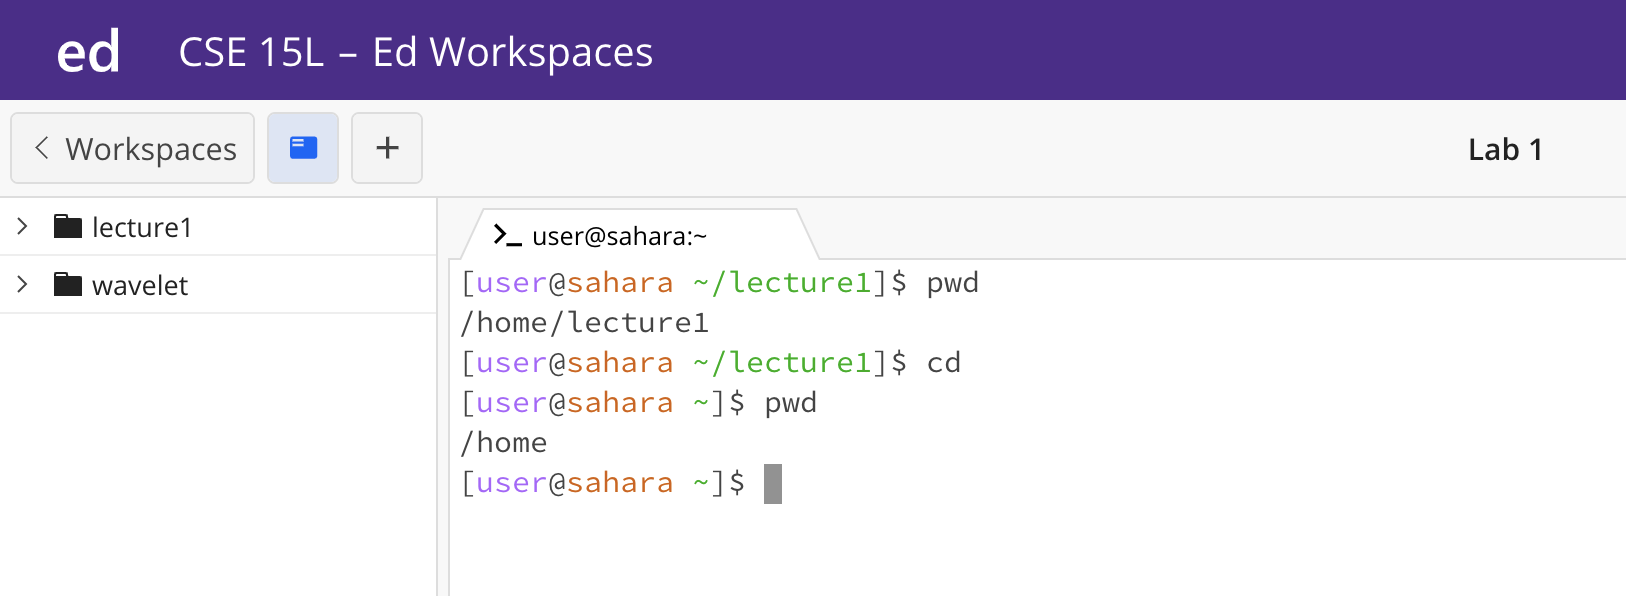 ed CSE 15L – Ed Workspaces
Workspaces + Lab 1
lecture1
wavelet
user@sahara:~
[user@sahara ~/lecture1]$ pwd
/home/lecture1
[user@sahara ~/lecture1]$ cd
[user@sahara ~]$ pwd
/home
[user@sahara ~]$